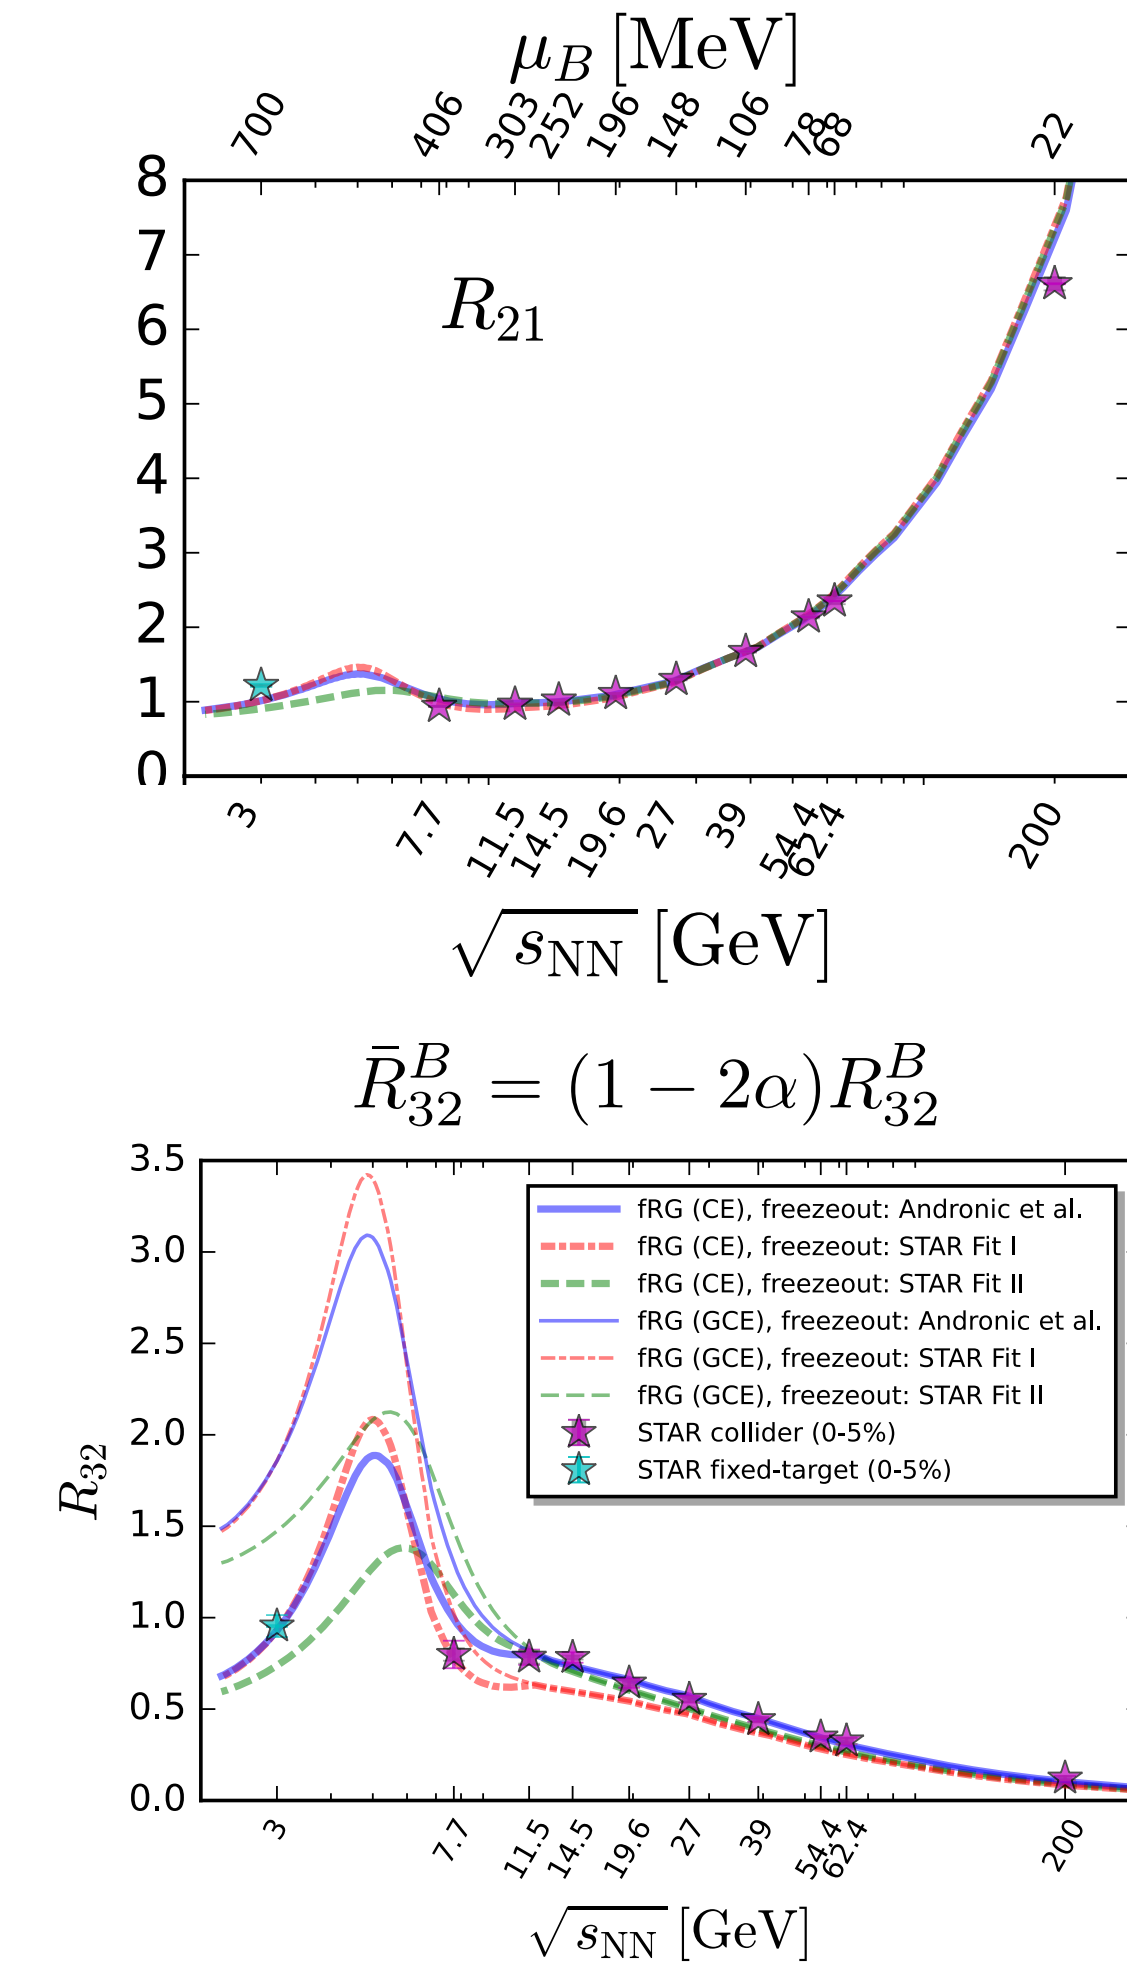 μ_B [MeV]
700 406 303 252 196 148 106 78 68 22
8
7
R_21
6
5
4
3
2
1
0
3 7.7 11.5 14.5 19.6 27 39 54.4 62.4 200
√s_NN [GeV]
R̄^B_32 = (1 − 2α)R^B_32
3.5
fRG (CE), freezeout: Andronic et al.
fRG (CE), freezeout: STAR Fit I
3.0
fRG (CE), freezeout: STAR Fit II
fRG (GCE), freezeout: Andronic et al.
2.5
fRG (GCE), freezeout: STAR Fit I
fRG (GCE), freezeout: STAR Fit II
2.0
STAR collider (0-5%)
STAR fixed-target (0-5%)
R_32
1.5
1.0
0.5
0.0
3 7.7 11.5 14.5 19.6 27 39 54.4 62.4 200
√s_NN [GeV]